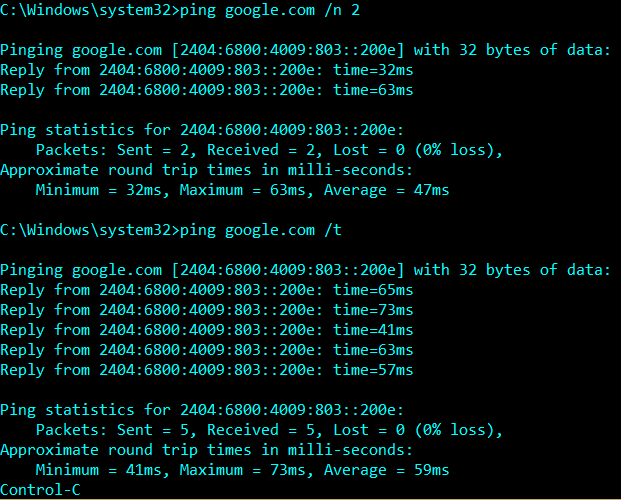 C:\Windows\system32>ping google.com /n 2
Pinging google.com [2404:6800:4009:803::200e] with 32 bytes of data:
Reply from 2404:6800:4009:803::200e: time=32ms
Reply from 2404:6800:4009:803::200e: time=63ms
Ping statistics for 2404:6800:4009:803::200e:
    Packets: Sent = 2, Received = 2, Lost = 0 (0% loss),
Approximate round trip times in milli-seconds:
    Minimum = 32ms, Maximum = 63ms, Average = 47ms
C:\Windows\system32>ping google.com /t
Pinging google.com [2404:6800:4009:803::200e] with 32 bytes of data:
Reply from 2404:6800:4009:803::200e: time=65ms
Reply from 2404:6800:4009:803::200e: time=73ms
Reply from 2404:6800:4009:803::200e: time=41ms
Reply from 2404:6800:4009:803::200e: time=63ms
Reply from 2404:6800:4009:803::200e: time=57ms
Ping statistics for 2404:6800:4009:803::200e:
    Packets: Sent = 5, Received = 5, Lost = 0 (0% loss),
Approximate round trip times in milli-seconds:
    Minimum = 41ms, Maximum = 73ms, Average = 59ms
Control-C